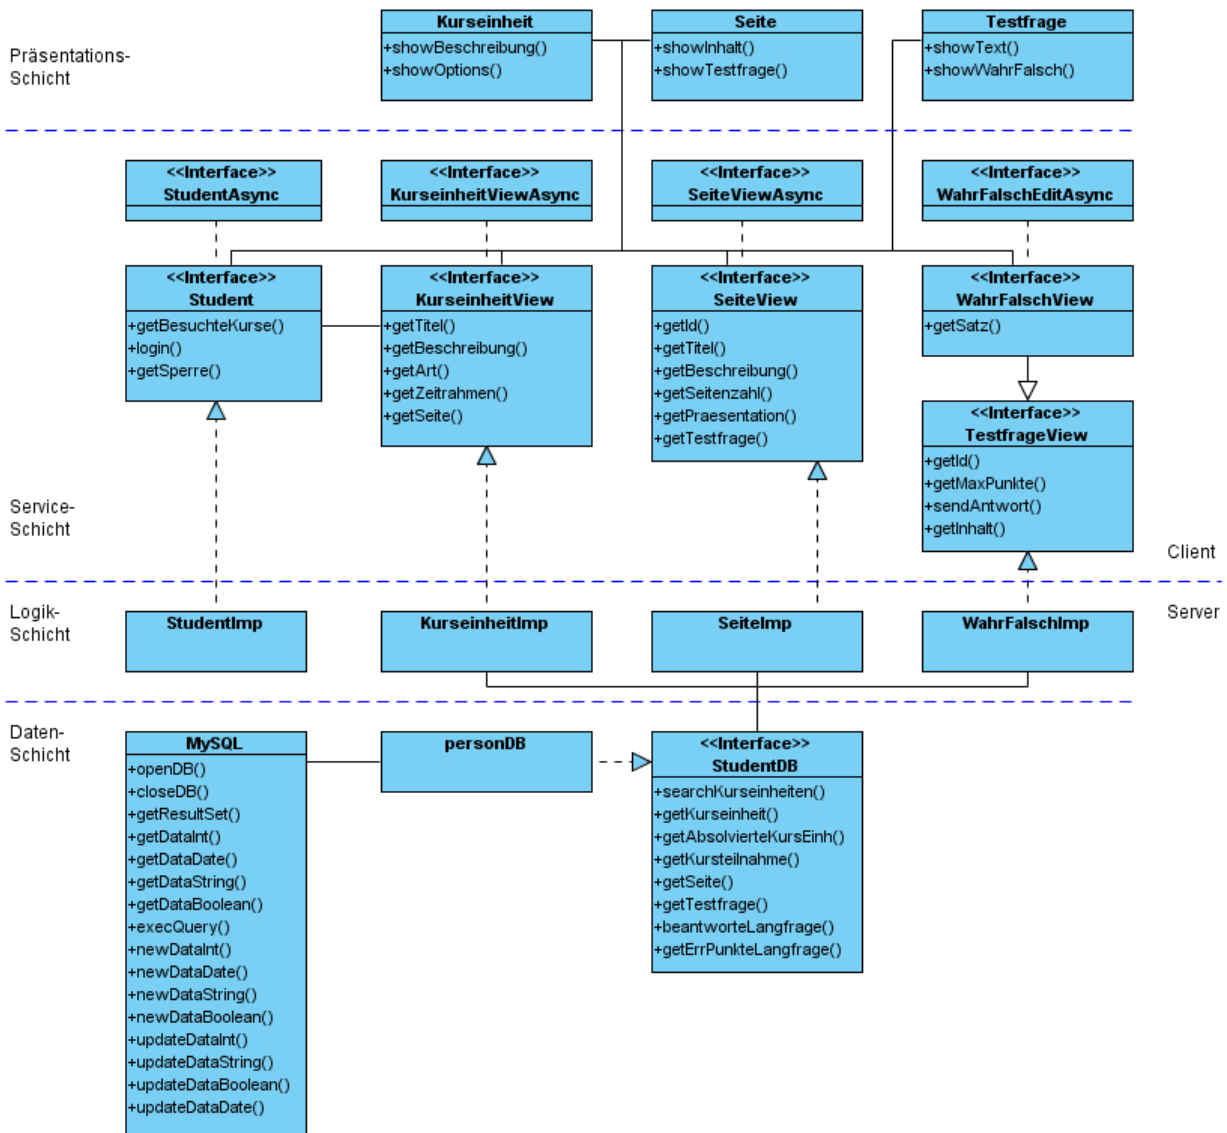 Präsentations-
Schicht
Kurseinheit
+showBeschreibung()
+showOptions()
Seite
+showInhalt()
+showTestfrage()
Testfrage
+showText()
+showWahrFalsch()
<<Interface>>
StudentAsync
<<Interface>>
KurseinheitViewAsync
<<Interface>>
SeiteViewAsync
<<Interface>>
WahrFalschEditAsync
<<Interface>>
Student
+getBesuchteKurse()
+login()
+getSperre()
<<Interface>>
KurseinheitView
+getTitel()
+getBeschreibung()
+getArt()
+getZeitrahmen()
+getSeite()
<<Interface>>
SeiteView
+getId()
+getTitel()
+getBeschreibung()
+getSeitenzahl()
+getPraesentation()
+getTestfrage()
<<Interface>>
WahrFalschView
+getSatz()
<<Interface>>
TestfrageView
+getId()
+getMaxPunkte()
+sendAntwort()
+getInhalt()
Service-
Schicht
Client
Logik-
Schicht
StudentImp
KurseinheitImp
SeiteImp
WahrFalschImp
Server
Daten-
Schicht
MySQL
+openDB()
+closeDB()
+getResultSet()
+getDataInt()
+getDataDate()
+getDataString()
+getDataBoolean()
+execQuery()
+newDataInt()
+newDataDate()
+newDataString()
+newDataBoolean()
+updateDataInt()
+updateDataString()
+updateDataBoolean()
+updateDataDate()
personDB
<<Interface>>
StudentDB
+searchKurseinheiten()
+getKurseinheit()
+getAbsolvierteKursEinh()
+getKursteilnahme()
+getSeite()
+getTestfrage()
+beantworteLangfrage()
+getErrPunkteLangfrage()